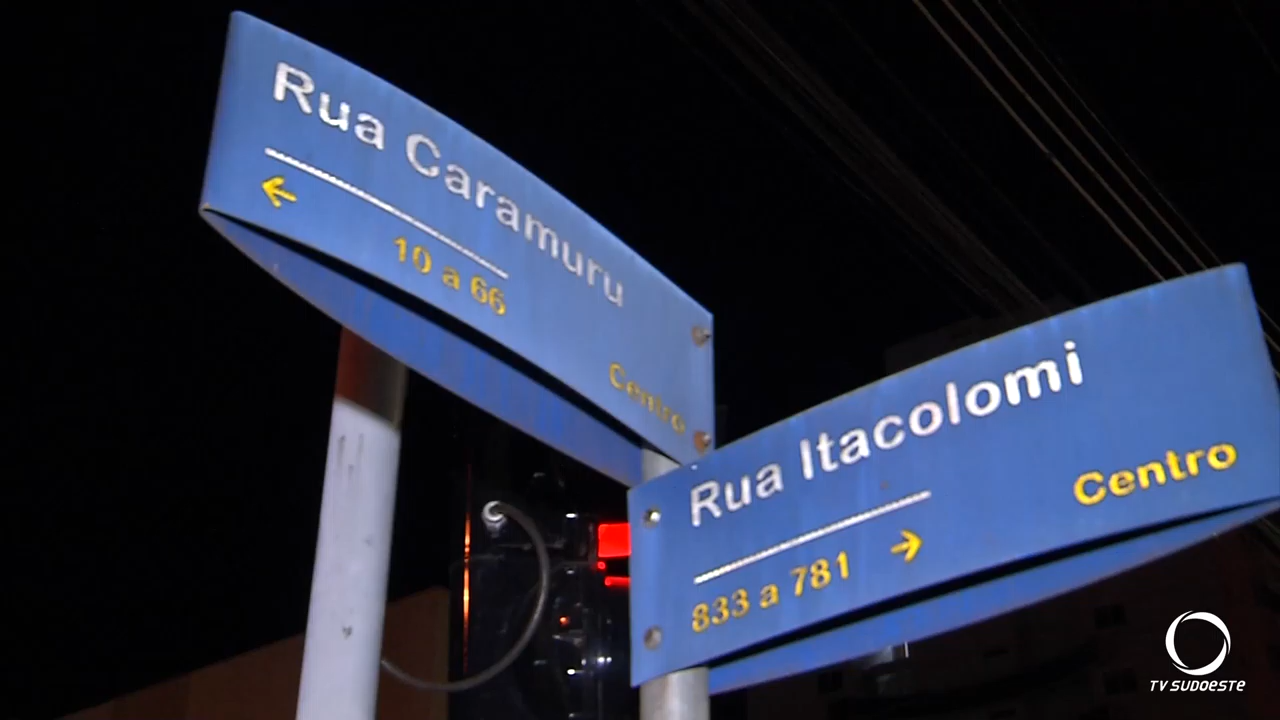 Rua Caramuru
←
10 a 66
Centro
Rua Itacolomi
Centro
833 a 781 →
TV SUDOESTE